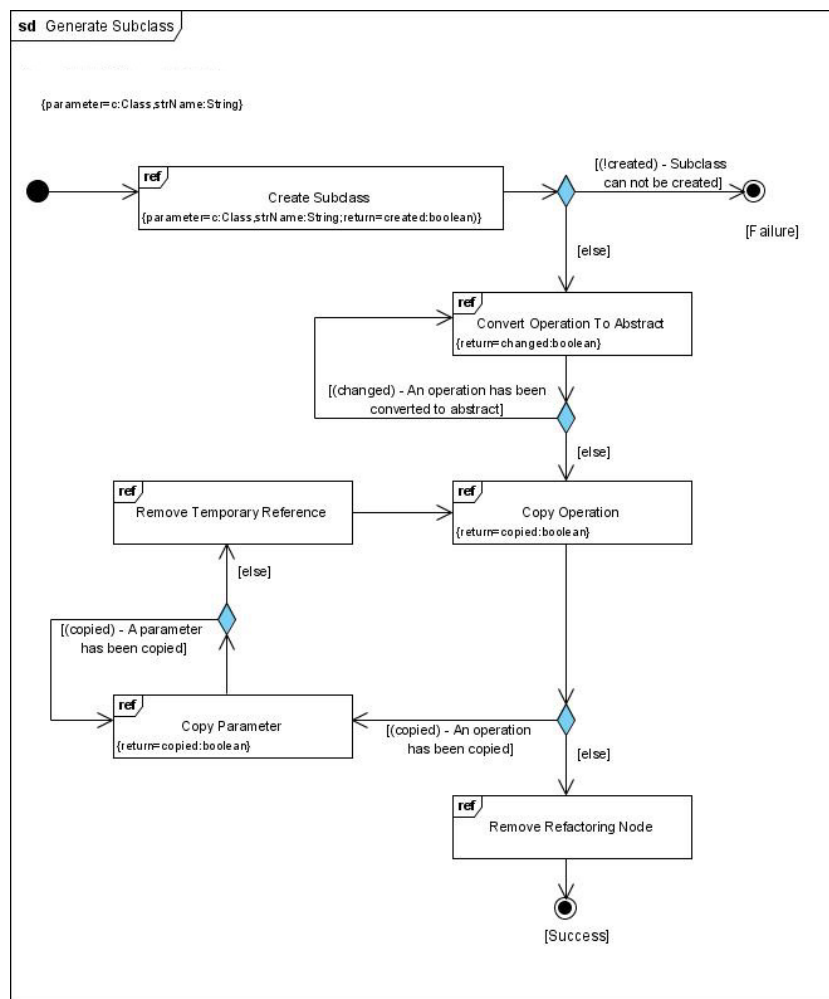 sd Generate Subclass
{parameter=c:Class,strName:String}
ref
Create Subclass
{parameter=c:Class,strName:String;return=created:boolean)}
[(!created) - Subclass
can not be created]
[Failure]
[else]
ref
Convert Operation To Abstract
{return=changed:boolean}
[(changed) - An operation has been
converted to abstract]
[else]
ref
Remove Temporary Reference
ref
Copy Operation
{return=copied:boolean}
[else]
[(copied) - A parameter
has been copied]
ref
Copy Parameter
{return=copied:boolean}
[(copied) - An operation
has been copied]
[else]
ref
Remove Refactoring Node
[Success]